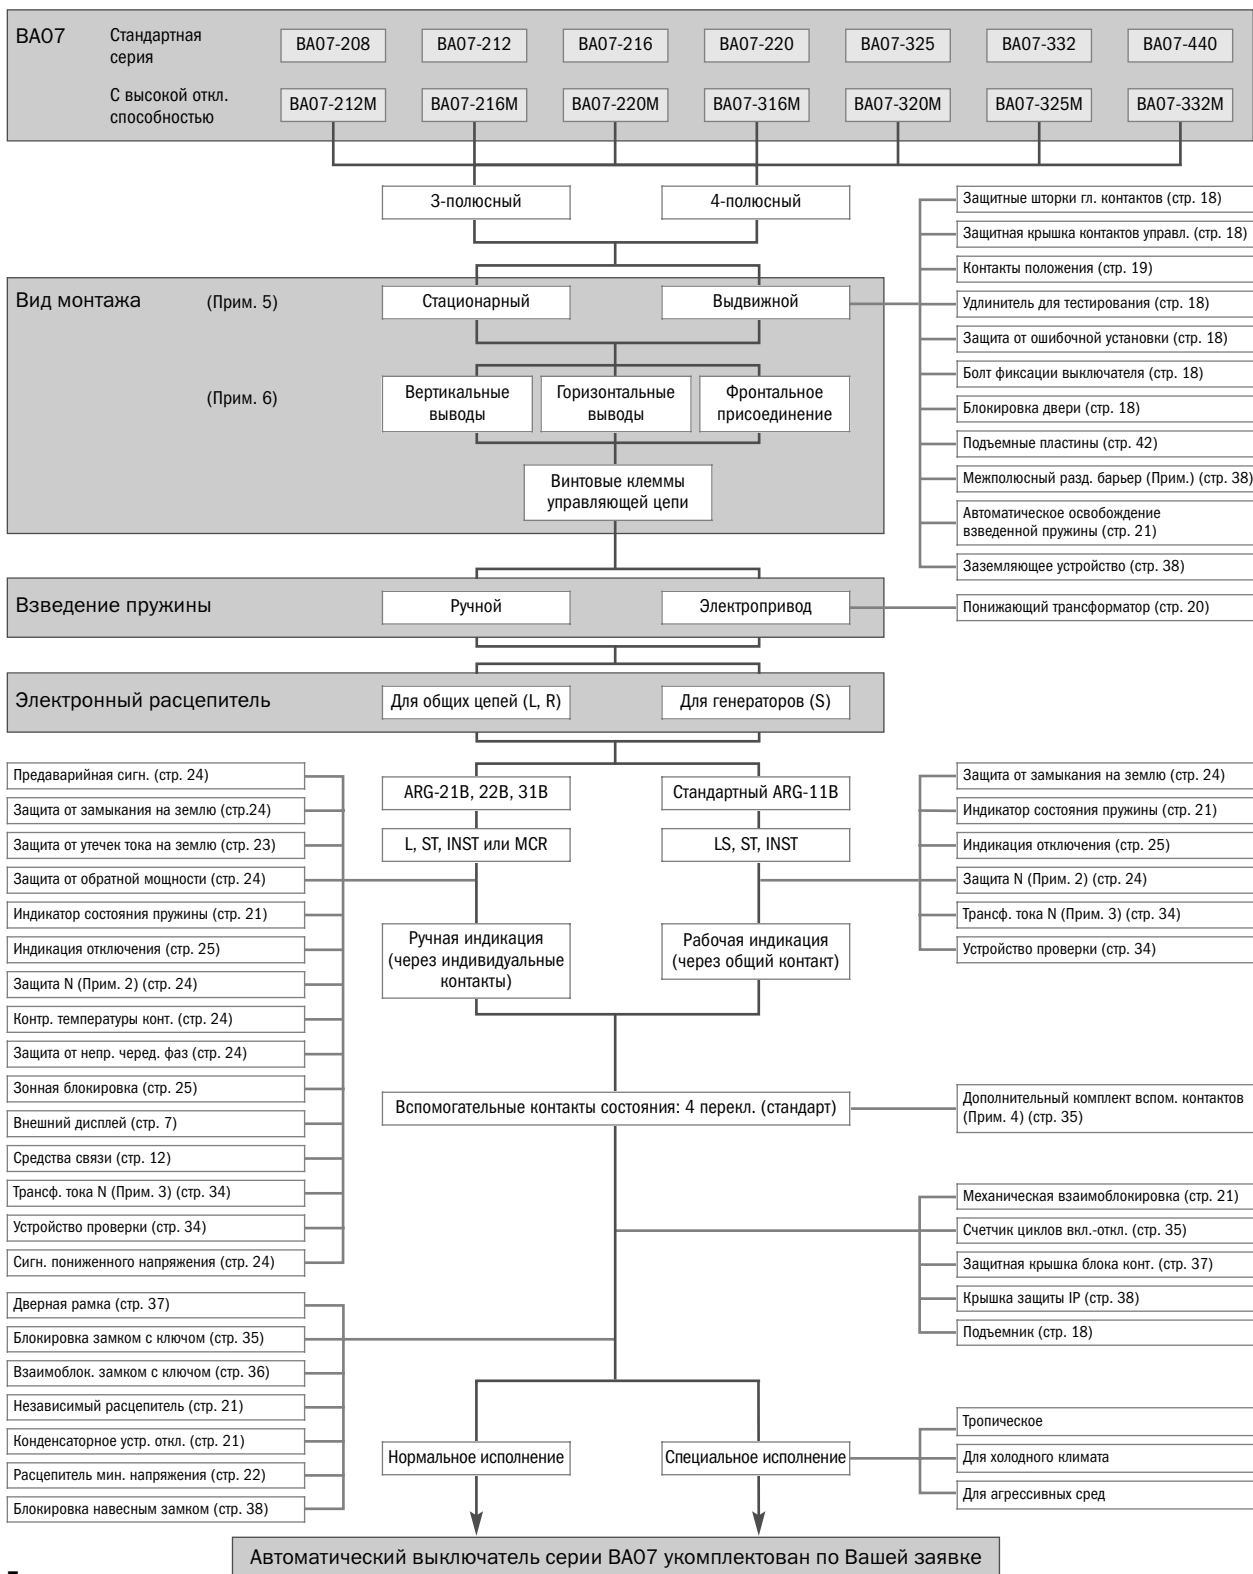 ВА07
Стандартная
серия
ВА07-208
ВА07-212
ВА07-216
ВА07-220
ВА07-325
ВА07-332
ВА07-440
С высокой откл.
способностью
ВА07-212М
ВА07-216М
ВА07-220М
ВА07-316М
ВА07-320М
ВА07-325М
ВА07-332М
3-полюсный
4-полюсный
Вид монтажа
(Прим. 5)
Стационарный
Выдвижной
(Прим. 6)
Вертикальные
выводы
Горизонтальные
выводы
Фронтальное
присоединение
Винтовые клеммы
управляющей цепи
Защитные шторки гл. контактов (стр. 18)
Защитная крышка контактов управл. (стр. 18)
Контакты положения (стр. 19)
Удлинитель для тестирования (стр. 18)
Защита от ошибочной установки (стр. 18)
Болт фиксации выключателя (стр. 18)
Блокировка двери (стр. 18)
Подъемные пластины (стр. 42)
Межполюсный разд. барьер (Прим.) (стр. 38)
Автоматическое освобождение
взведенной пружины (стр. 21)
Заземляющее устройство (стр. 38)
Взведение пружины
Ручной
Электропривод
Понижающий трансформатор (стр. 20)
Электронный расцепитель
Для общих цепей (L, R)
Для генераторов (S)
ARG-21B, 22B, 31B
Стандартный ARG-11B
L, ST, INST или MCR
LS, ST, INST
Ручная индикация
(через индивидуальные
контакты)
Рабочая индикация
(через общий контакт)
Предаварийная сигн. (стр. 24)
Защита от замыкания на землю (стр.24)
Защита от утечек тока на землю (стр. 23)
Защита от обратной мощности (стр. 24)
Индикатор состояния пружины (стр. 21)
Индикация отключения (стр. 25)
Защита N (Прим. 2) (стр. 24)
Контр. температуры конт. (стр. 24)
Защита от непр. черед. фаз (стр. 24)
Зонная блокировка (стр. 25)
Внешний дисплей (стр. 7)
Средства связи (стр. 12)
Трансф. тока N (Прим. 3) (стр. 34)
Устройство проверки (стр. 34)
Сигн. пониженного напряжения (стр. 24)
Защита от замыкания на землю (стр. 24)
Индикатор состояния пружины (стр. 21)
Индикация отключения (стр. 25)
Защита N (Прим. 2) (стр. 24)
Трансф. тока N (Прим. 3) (стр. 34)
Устройство проверки (стр. 34)
Вспомогательные контакты состояния: 4 перекл. (стандарт)
Дополнительный комплект вспом. контактов
(Прим. 4) (стр. 35)
Механическая взаимоблокировка (стр. 21)
Счетчик циклов вкл.-откл. (стр. 35)
Защитная крышка блока конт. (стр. 37)
Крышка защиты IP (стр. 38)
Подъемник (стр. 18)
Дверная рамка (стр. 37)
Блокировка замком с ключом (стр. 35)
Взаимоблок. замком с ключом (стр. 36)
Независимый расцепитель (стр. 21)
Конденсаторное устр. откл. (стр. 21)
Расцепитель мин. напряжения (стр. 22)
Блокировка навесным замком (стр. 38)
Нормальное исполнение
Специальное исполнение
Тропическое
Для холодного климата
Для агрессивных сред
Автоматический выключатель серии ВА07 укомплектован по Вашей заявке